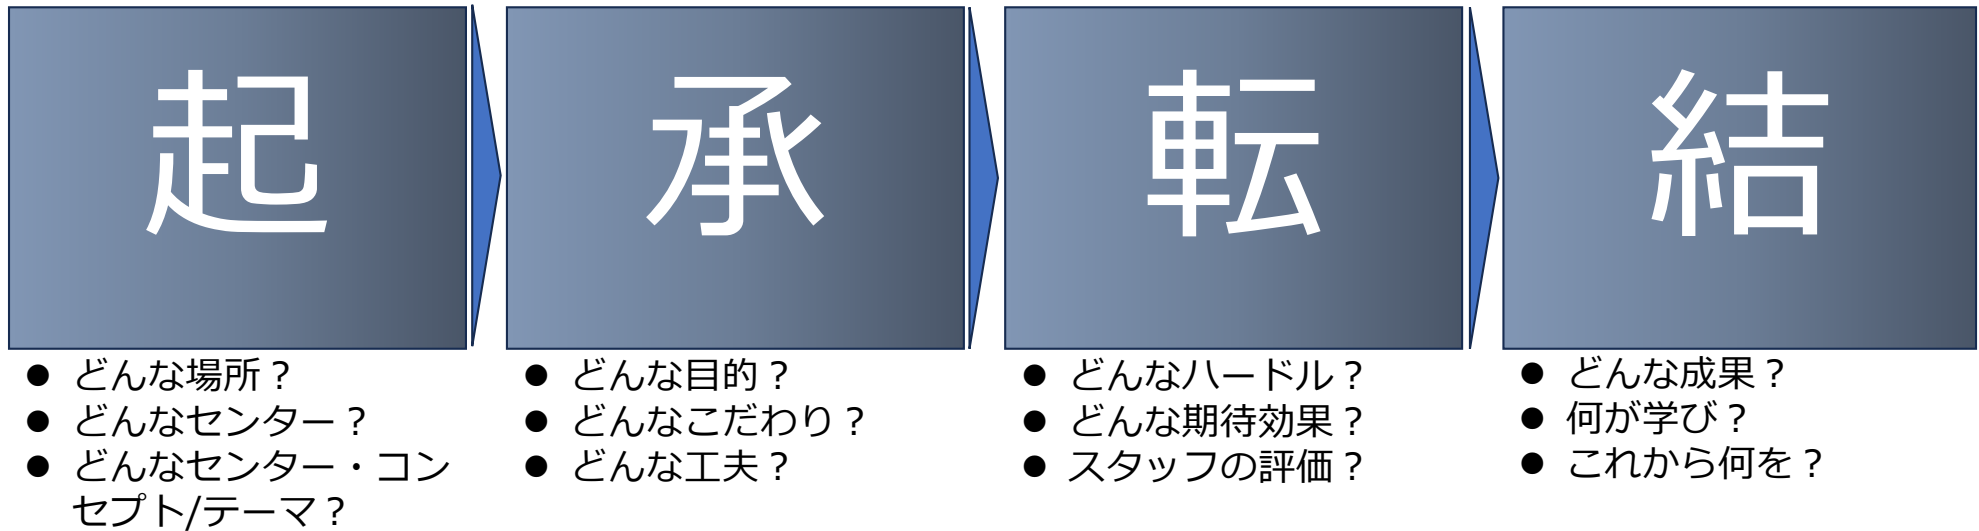 起
● どんな場所？
● どんなセンター？
● どんなセンター・コン
セプト/テーマ？
承
● どんな目的？
● どんなこだわり？
● どんな工夫？
転
● どんなハードル？
● どんな期待効果？
● スタッフの評価？
結
● どんな成果？
● 何が学び？
● これから何を？